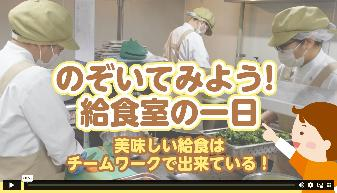 のぞいてみよう!
給食室の一日
美味しい給食は
チームワークで出来ている！